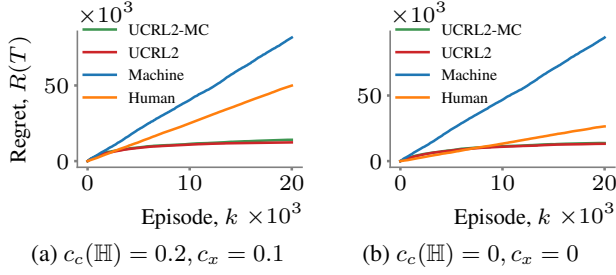 ×10³
UCRL2-MC
UCRL2
Machine
Human
50
0
Regret, R(T)
0 10 20
Episode, k ×10³
(a) c_c(ℍ) = 0.2, c_x = 0.1
×10³
UCRL2-MC
UCRL2
Machine
Human
50
0
0 10 20
Episode, k ×10³
(b) c_c(ℍ) = 0, c_x = 0